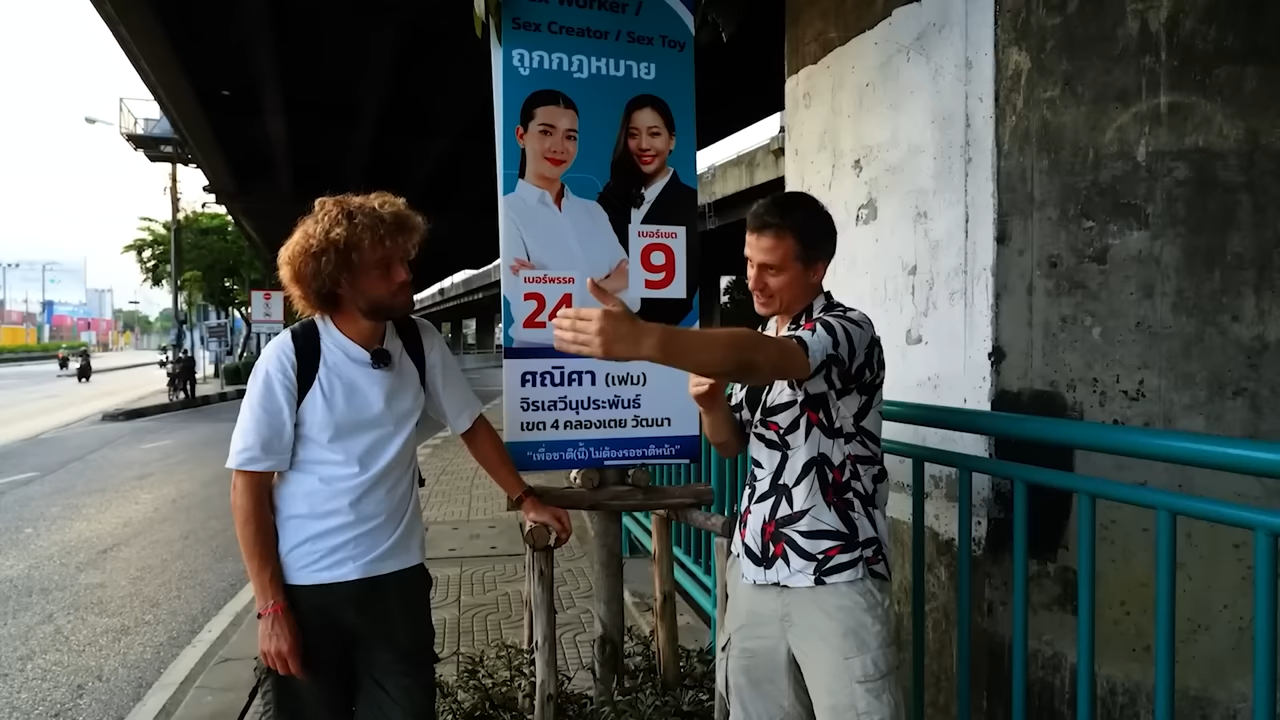 Sex Worker /
Sex Creator / Sex Toy
ถูกกฎหมาย
เบอร์เขต
9
เบอร์พรรค
24
ศณิศา (เฟม)
จิรเสวีนุประพันธ์
เขต 4 คลองเตย วัฒนา
“เพื่อชาติ(นี้) ไม่ต้องรอชาติหน้า”